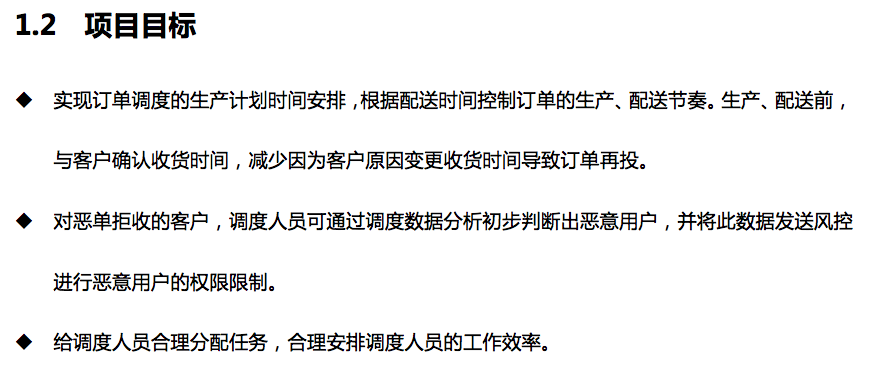 1.2 项目目标
◆ 实现订单调度的生产计划时间安排，根据配送时间控制订单的生产、配送节奏。生产、配送前，
与客户确认收货时间，减少因为客户原因变更收货时间导致订单再投。
◆ 对恶单拒收的客户，调度人员可通过调度数据分析初步判断出恶意用户，并将此数据发送风控
进行恶意用户的权限限制。
◆ 给调度人员合理分配任务，合理安排调度人员的工作效率。